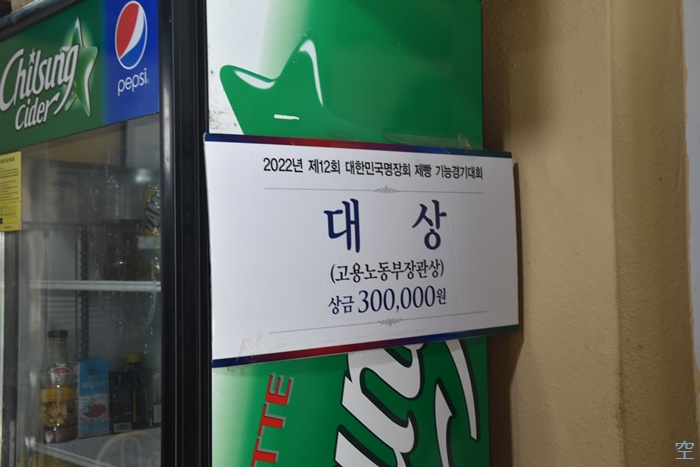 Chilsung
Cider
pepsi
2022년 제12회 대한민국명장회 제빵 기능경기대회
대 상
(고용노동부장관상)
상금 300,000원
空